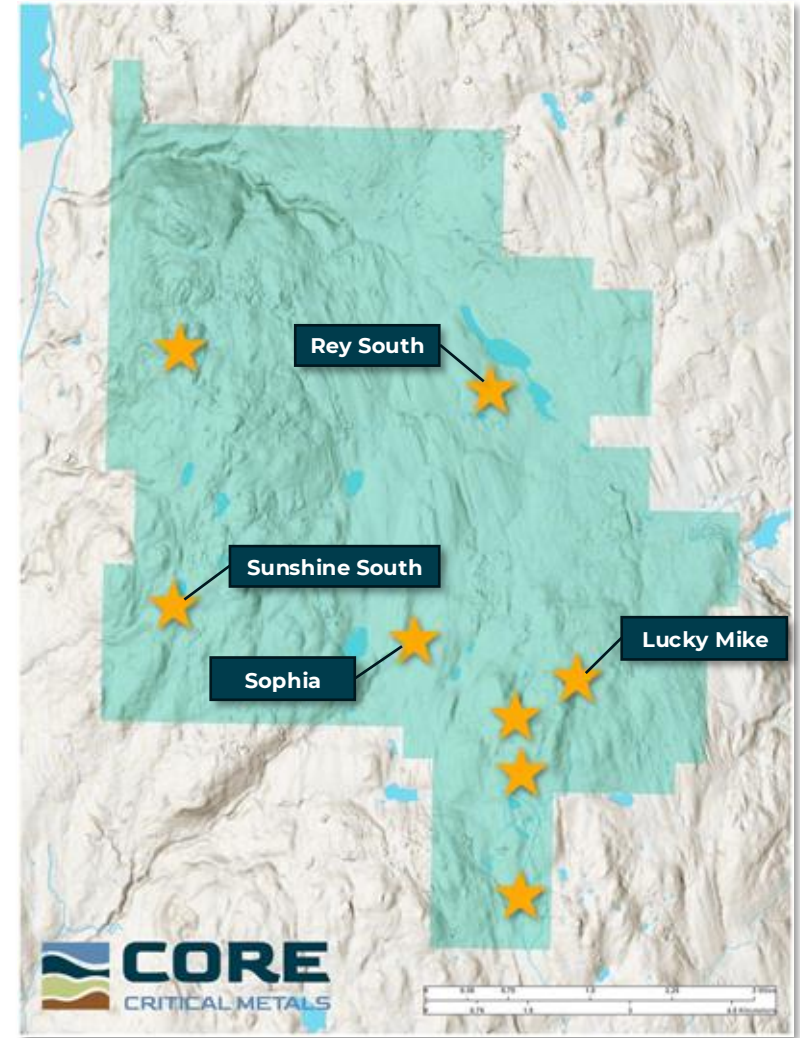 Rey South
Sunshine South
Lucky Mike
Sophia
CORE
CRITICAL METALS